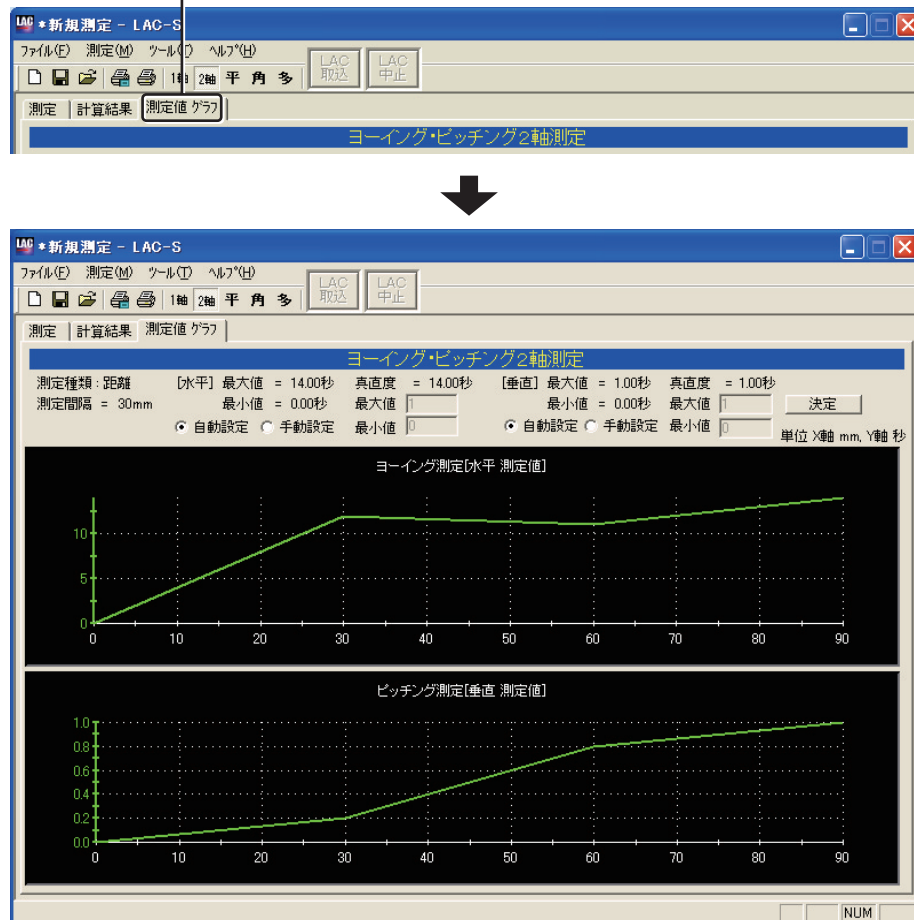 LAC *新規測定 - LAC-S
ファイル(F) 測定(M) ツール(T) ヘルプ(H)
1軸 2軸 平 角 多 LAC取込 LAC中止
測定 計算結果 測定値 グラフ
ヨーイング・ピッチング2軸測定
LAC *新規測定 - LAC-S
ファイル(F) 測定(M) ツール(T) ヘルプ(H)
1軸 2軸 平 角 多 LAC取込 LAC中止
測定 計算結果 測定値 グラフ
ヨーイング・ピッチング2軸測定
測定種類:距離 [水平] 最大値 = 14.00秒 真直度 = 14.00秒 [垂直] 最大値 = 1.00秒 真直度 = 1.00秒
測定間隔 = 30mm 最小値 = 0.00秒 最大値 1 最小値 = 0.00秒 最大値 1 決定
自動設定 手動設定 最小値 0 自動設定 手動設定 最小値 0 単位 X軸 mm, Y軸 秒
ヨーイング測定[水平 測定値]
10
5
0
0 10 20 30 40 50 60 70 80 90
ピッチング測定[垂直 測定値]
1.0
0.8
0.6
0.4
0.2
0.0
0 10 20 30 40 50 60 70 80 90
NUM